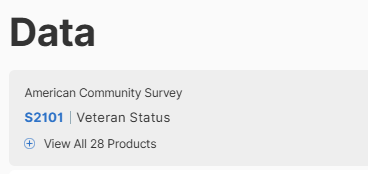 Data
American Community Survey
S2101 | Veteran Status
View All 28 Products